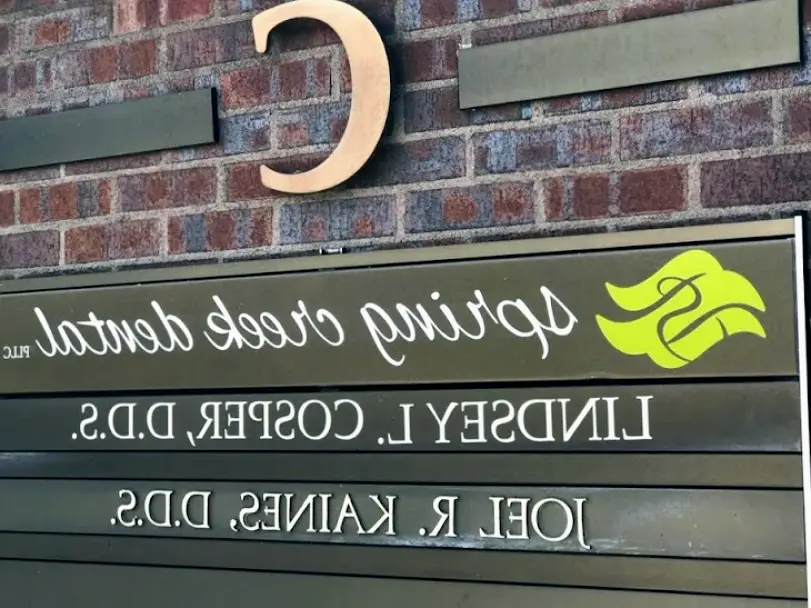 C
spring creek dental PLLC
LINDSEY L. COSPER, D.D.S.
JOEL R. KAINES, D.D.S.